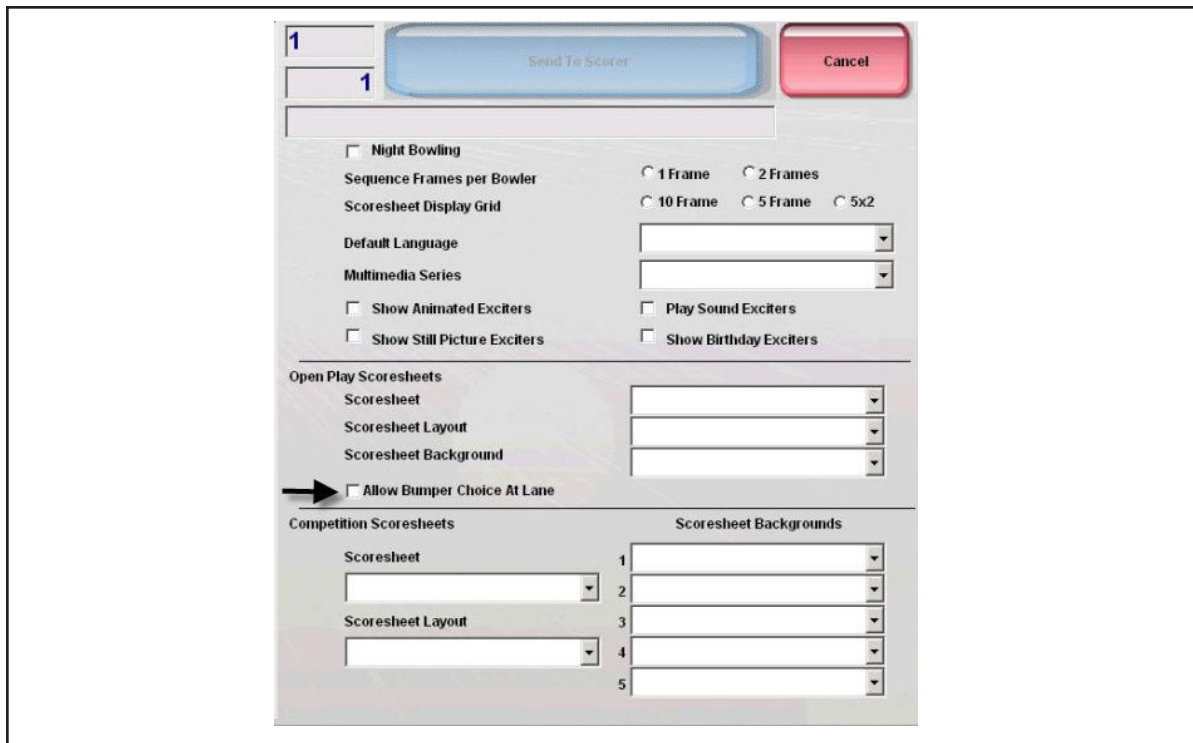 1
Send To Scorer
Cancel
1
Night Bowling
Sequence Frames per Bowler
1 Frame
2 Frames
Scoresheet Display Grid
10 Frame
5 Frame
5x2
Default Language
Multimedia Series
Show Animated Exciters
Play Sound Exciters
Show Still Picture Exciters
Show Birthday Exciters
Open Play Scoresheets
Scoresheet
Scoresheet Layout
Scoresheet Background
Allow Bumper Choice At Lane
Competition Scoresheets
Scoresheet Backgrounds
Scoresheet
1
2
Scoresheet Layout
3
4
5